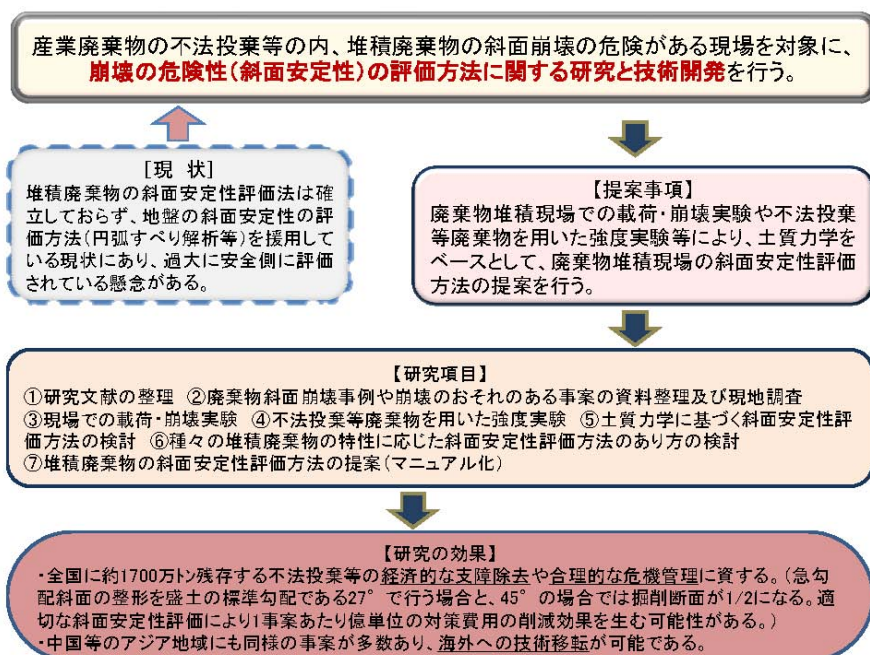 産業廃棄物の不法投棄等の内、堆積廃棄物の斜面崩壊の危険がある現場を対象に、
崩壊の危険性(斜面安定性)の評価方法に関する研究と技術開発を行う。
[現 状]
堆積廃棄物の斜面安定性評価法は確
立しておらず、地盤の斜面安定性の評
価方法(円弧すべり解析等)を援用して
いる現状にあり、過大に安全側に評価
されている懸念がある。
【提案事項】
廃棄物堆積現場での載荷・崩壊実験や不法投棄
等廃棄物を用いた強度実験等により、土質力学を
ベースとして、廃棄物堆積現場の斜面安定性評価
方法の提案を行う。
【研究項目】
①研究文献の整理 ②廃棄物斜面崩壊事例や崩壊のおそれのある事案の資料整理及び現地調査
③現場での載荷・崩壊実験 ④不法投棄等廃棄物を用いた強度実験 ⑤土質力学に基づく斜面安定性評
価方法の検討 ⑥種々の堆積廃棄物の特性に応じた斜面安定性評価方法のあり方の検討
⑦堆積廃棄物の斜面安定性評価方法の提案(マニュアル化)
【研究の効果】
・全国に約1700万トン残存する不法投棄等の経済的な支障除去や合理的な危機管理に資する。(急勾
配斜面の整形を盛土の標準勾配である27°で行う場合と、45°の場合では掘削断面が1/2になる。適
切な斜面安定性評価により1事案あたり億単位の対策費用の削減効果を生む可能性がある。)
・中国等のアジア地域にも同様の事案が多数あり、海外への技術移転が可能である。